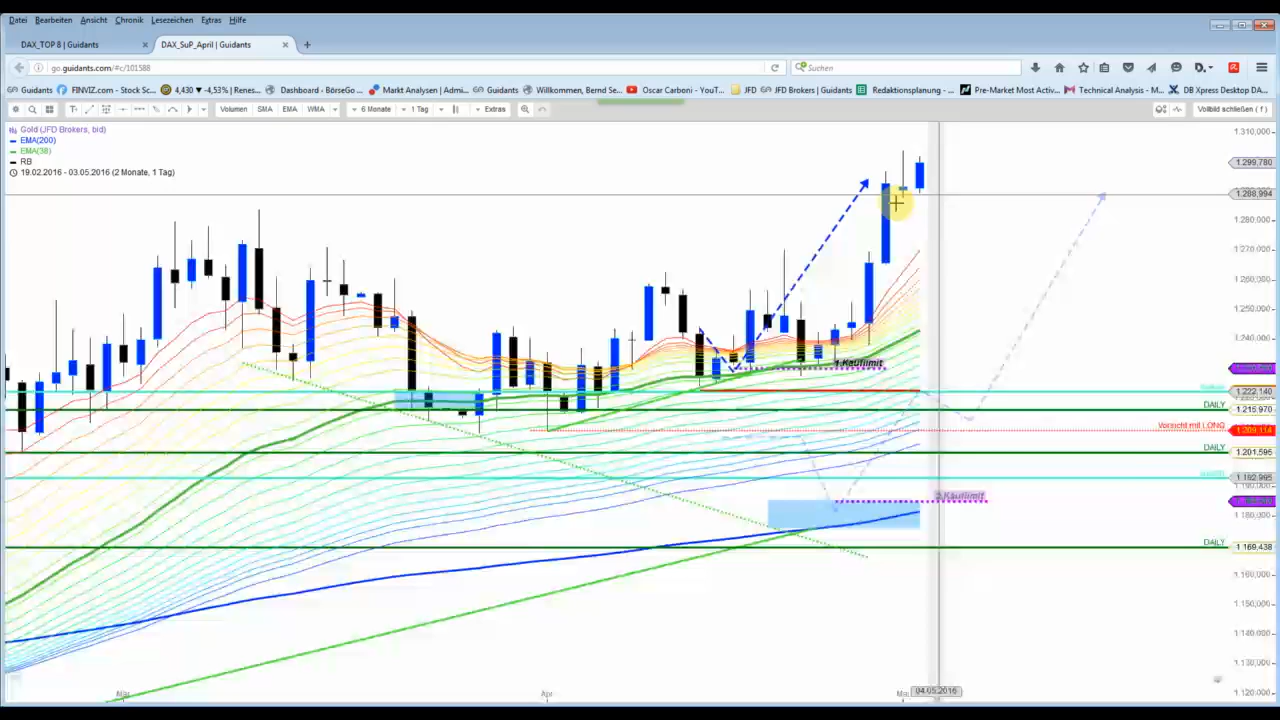 Datei Bearbeiten Ansicht Chronik Lesezeichen Extras Hilfe
DAX_TOP 8 | Guidants × DAX_SuP_April | Guidants × +
go.guidants.com/#c/101588 Suchen
Guidants FINVIZ.com - Stock Sc... 4,430 ▼ -4,53% | Renes... Dashboard - BörseGo ... Markt Analysen | Admi... Guidants Willkommen, Bernd Se... Oscar Carboni - YouT... JFD JFD Brokers | Guidants Redaktionsplanung - ... Pre-Market Most Activ... Technical Analysis - M... DB Xpress Desktop DA...
Volumen SMA EMA WMA 6 Monate 1 Tag Extras Vollbild schließen ( f )
Gold (JFD Brokers, bid)
EMA(200)
EMA(38)
RB
19.02.2016 - 03.05.2016 (2 Monate, 1 Tag)
1.310,000
1.299,780
1.288,994
1.280,000
1.270,000
1.260,000
1.250,000
1.240,000
1.Kauflimit
1.222,140
DAILY 1.215,970
Vorsicht mit LONG 1.209,114
DAILY 1.201,595
1.192,965
2.Kauflimit
1.180,000
DAILY 1.169,438
1.160,000
1.150,000
1.140,000
1.130,000
1.120,000
Mär Apr Mai 04.05.2016